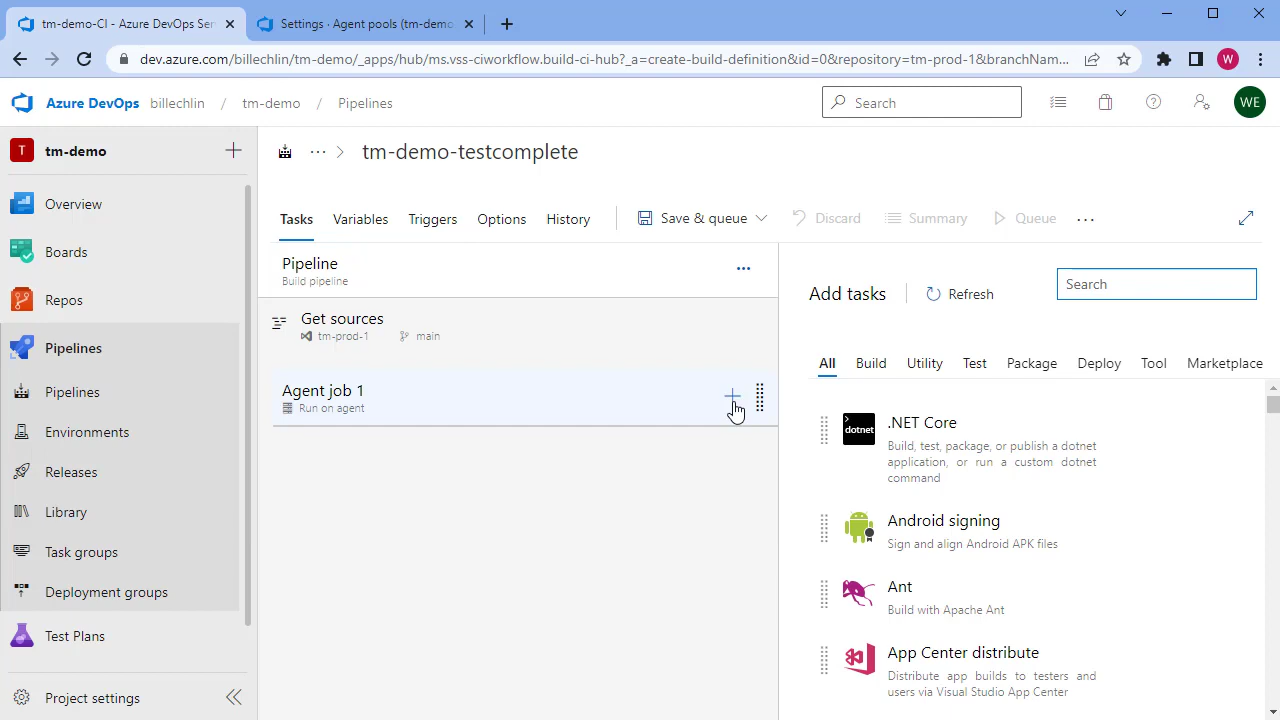 tm-demo-CI - Azure DevOps Ser
Settings · Agent pools (tm-demo
dev.azure.com/billechlin/tm-demo/_apps/hub/ms.vss-ciworkflow.build-ci-hub?_a=create-build-definition&id=0&repository=tm-prod-1&branchNam...
W
Azure DevOps billechlin / tm-demo / Pipelines
Search
WE
T tm-demo
Overview
Boards
Repos
Pipelines
Pipelines
Environments
Releases
Library
Task groups
Deployment groups
Test Plans
Project settings
... > tm-demo-testcomplete
Tasks Variables Triggers Options History Save & queue Discard Summary Queue ...
Pipeline
Build pipeline
...
Get sources
tm-prod-1 main
Agent job 1
Run on agent
Add tasks Refresh
Search
All Build Utility Test Package Deploy Tool Marketplace
dotnet
.NET Core
Build, test, package, or publish a dotnet
application, or run a custom dotnet
command
Android signing
Sign and align Android APK files
Ant
Build with Apache Ant
App Center distribute
Distribute app builds to testers and
users via Visual Studio App Center